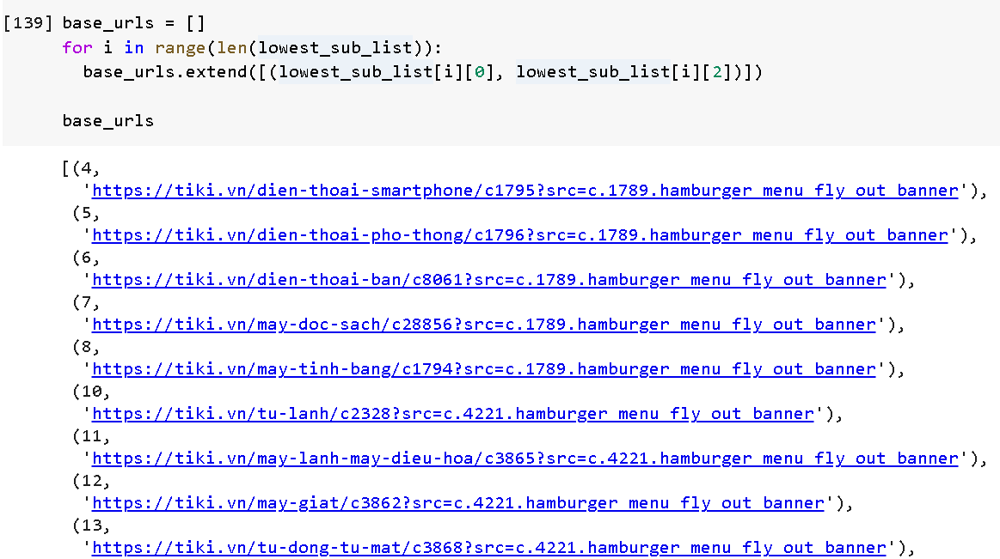 [139] base_urls = []
for i in range(len(lowest_sub_list)):
  base_urls.extend([(lowest_sub_list[i][0], lowest_sub_list[i][2])])
base_urls
[(4,
  'https://tiki.vn/dien-thoai-smartphone/c1795?src=c.1789.hamburger_menu_fly_out_banner'),
 (5,
  'https://tiki.vn/dien-thoai-pho-thong/c1796?src=c.1789.hamburger_menu_fly_out_banner'),
 (6,
  'https://tiki.vn/dien-thoai-ban/c8061?src=c.1789.hamburger_menu_fly_out_banner'),
 (7,
  'https://tiki.vn/may-doc-sach/c28856?src=c.1789.hamburger_menu_fly_out_banner'),
 (8,
  'https://tiki.vn/may-tinh-bang/c1794?src=c.1789.hamburger_menu_fly_out_banner'),
 (10,
  'https://tiki.vn/tu-lanh/c2328?src=c.4221.hamburger_menu_fly_out_banner'),
 (11,
  'https://tiki.vn/may-lanh-may-dieu-hoa/c3865?src=c.4221.hamburger_menu_fly_out_banner'),
 (12,
  'https://tiki.vn/may-giat/c3862?src=c.4221.hamburger_menu_fly_out_banner'),
 (13,
  'https://tiki.vn/tu-dong-tu-mat/c3868?src=c.4221.hamburger_menu_fly_out_banner'),